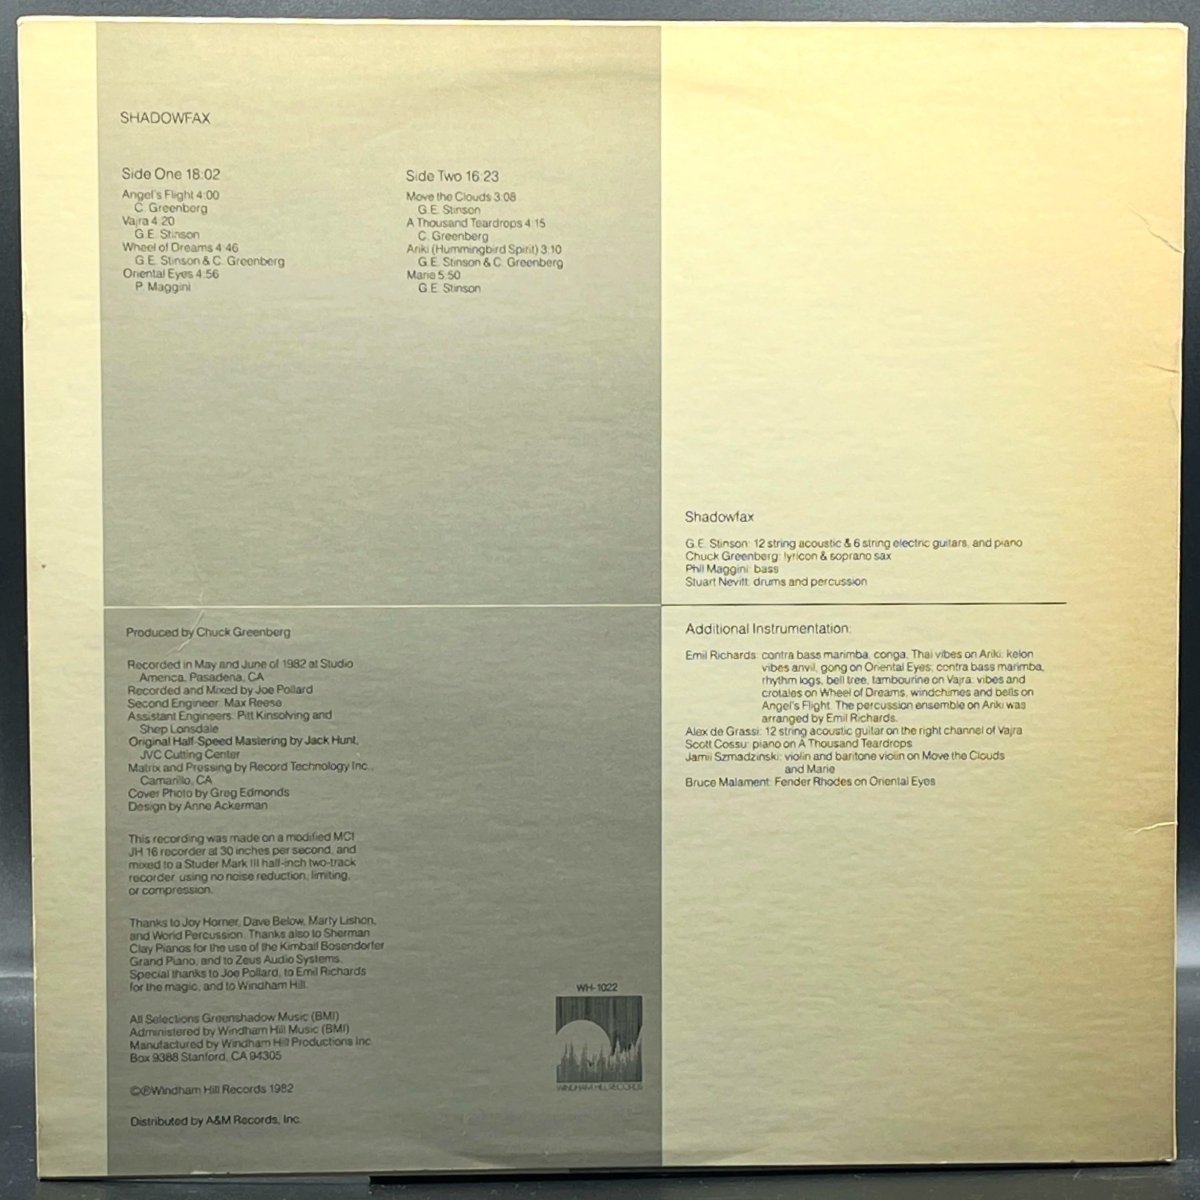 SHADOWFAX
Side One 18:02
Angel's Flight 4:00
C. Greenberg
Vajra 4:20
G.E. Stinson
Wheel of Dreams 4:46
G.E. Stinson & C. Greenberg
Oriental Eyes 4:56
P. Maggini
Side Two 16:23
Move the Clouds 3:08
G.E. Stinson
A Thousand Teardrops 4:15
C. Greenberg
Ariki (Hummingbird Spirit) 3:10
G.E. Stinson & C. Greenberg
Marie 5:50
G.E. Stinson
Shadowfax
G.E. Stinson: 12 string acoustic & 6 string electric guitars, and piano
Chuck Greenberg: lyricon & soprano sax
Phil Maggini: bass
Stuart Nevitt: drums and percussion
Produced by Chuck Greenberg
Recorded in May and June of 1982 at Studio
America, Pasadena, CA
Recorded and Mixed by Joe Pollard
Second Engineer: Max Reese
Assistant Engineers: Pitt Kinsolving and
Shep Lonsdale
Original Half-Speed Mastering by Jack Hunt,
JVC Cutting Center
Matrix and Pressing by Record Technology Inc.,
Camarillo, CA
Cover Photo by Greg Edmonds
Design by Anne Ackerman
This recording was made on a modified MCI
JH 16 recorder at 30 inches per second, and
mixed to a Studer Mark III half-inch two-track
recorder, using no noise reduction, limiting,
or compression.
Thanks to Joy Horner, Dave Below, Marty Lishon,
and World Percussion. Thanks also to Sherman
Clay Pianos for the use of the Kimball Bosendorfer
Grand Piano, and to Zeus Audio Systems.
Special thanks to Joe Pollard, to Emil Richards
for the magic, and to Windham Hill.
All Selections Greenshadow Music (BMI)
Administered by Windham Hill Music (BMI)
Manufactured by Windham Hill Productions Inc.
Box 9388 Stanford, CA 94305
©℗Windham Hill Records 1982
Distributed by A&M Records, Inc.
WH-1022
WINDHAM HILL RECORDS
Additional Instrumentation:
Emil Richards: contra bass marimba, conga, Thai vibes on Ariki; kelon
vibes anvil, gong on Oriental Eyes; contra bass marimba,
rhythm logs, bell tree, tambourine on Vajra; vibes and
crotales on Wheel of Dreams, windchimes and bells on
Angel's Flight. The percussion ensemble on Ariki was
arranged by Emil Richards.
Alex de Grassi: 12 string acoustic guitar on the right channel of Vajra
Scott Cossu: piano on A Thousand Teardrops
Jamii Szmadzinski: violin and baritone violin on Move the Clouds
and Marie
Bruce Malament: Fender Rhodes on Oriental Eyes